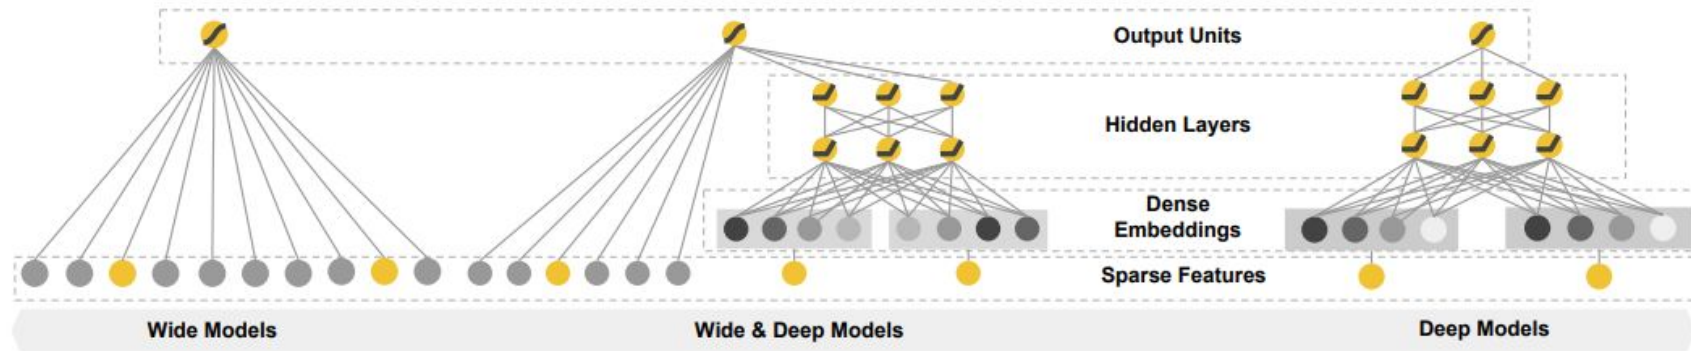 Output Units
Hidden Layers
Dense
Embeddings
Sparse Features
Wide Models
Wide & Deep Models
Deep Models